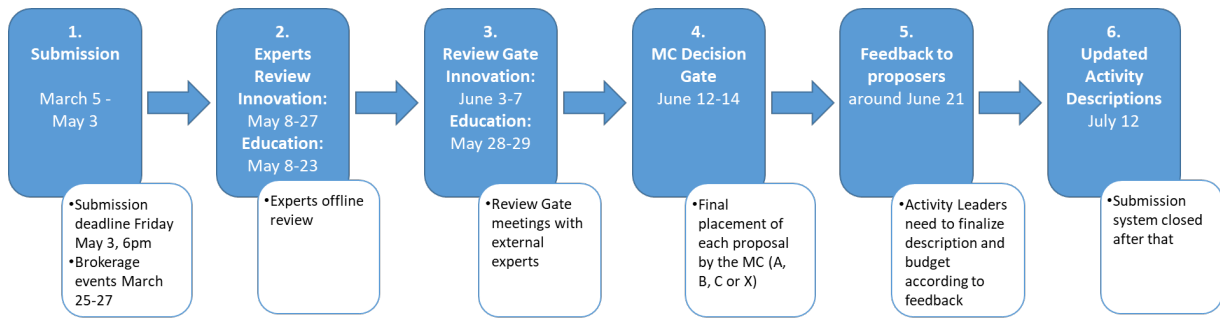 1.
Submission
March 5 -
May 3
•Submission
deadline Friday
May 3, 6pm
•Brokerage
events March
25-27
2.
Experts
Review
Innovation:
May 8-27
Education:
May 8-23
•Experts offline
review
3.
Review Gate
Innovation:
June 3-7
Education:
May 28-29
•Review Gate
meetings with
external
experts
4.
MC Decision
Gate
June 12-14
•Final
placement of
each proposal
by the MC (A,
B, C or X)
5.
Feedback to
proposers
around June 21
•Activity Leaders
need to finalize
description and
budget
according to
feedback
6.
Updated
Activity
Descriptions
July 12
•Submission
system closed
after that